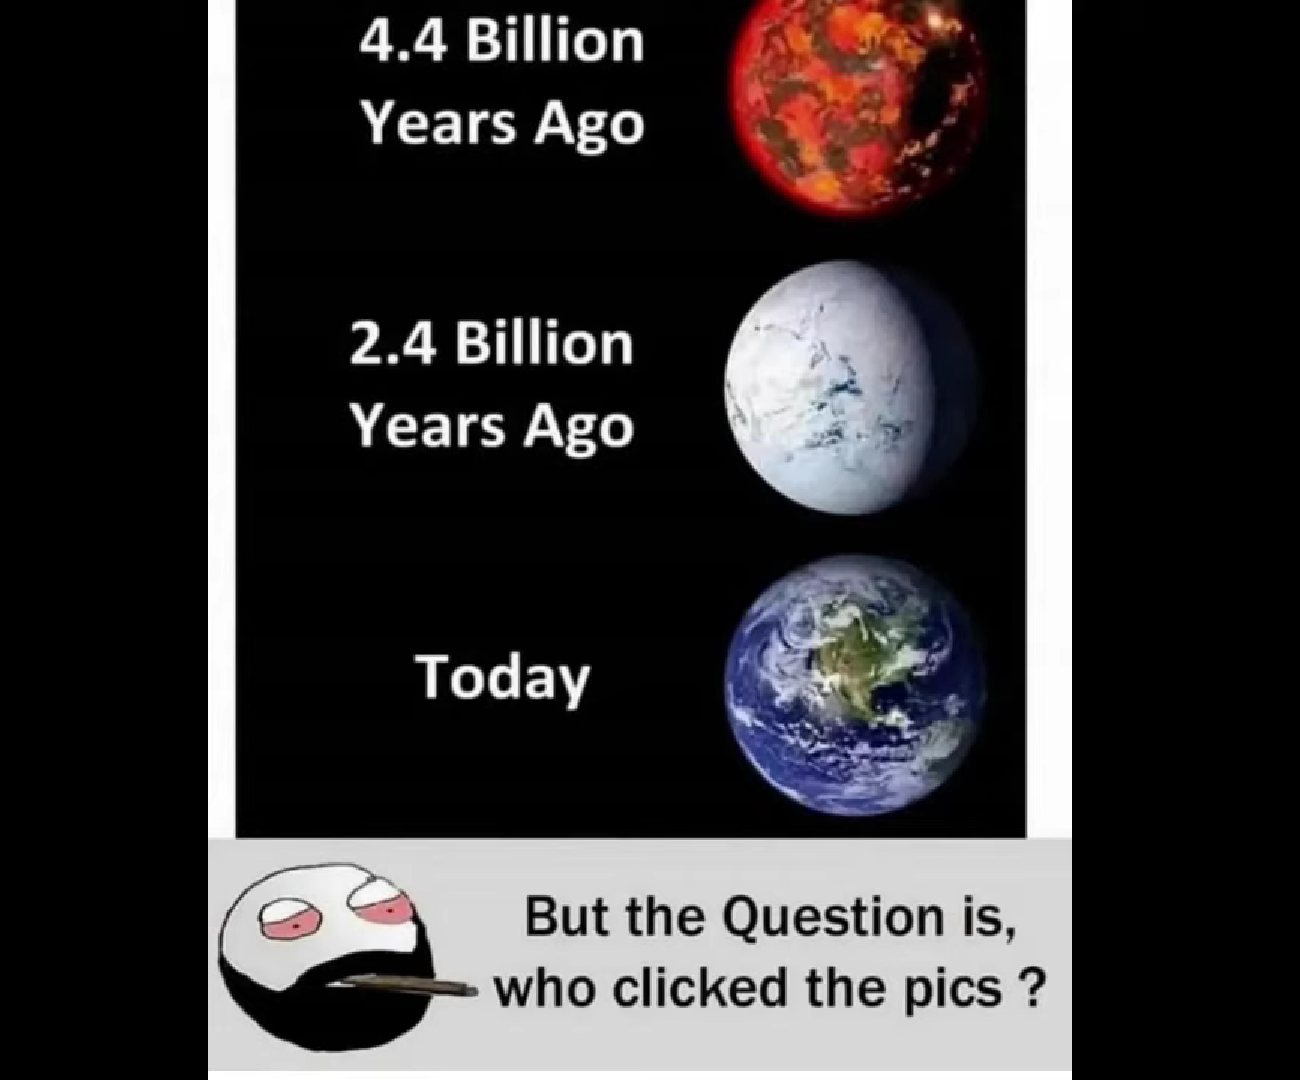 4.4 Billion
Years Ago
2.4 Billion
Years Ago
Today
But the Question is,
who clicked the pics ?